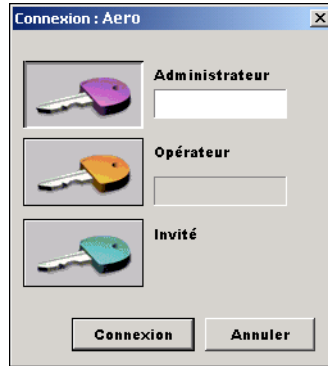 Connexion : Aero
Administrateur
Opérateur
Invité
Connexion
Annuler